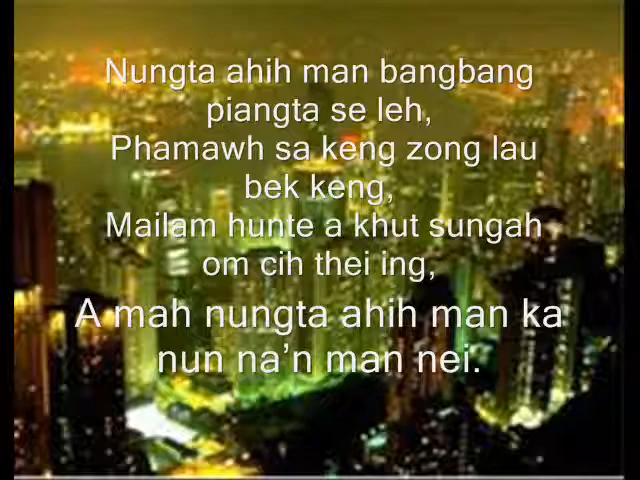 Nungta ahih man bangbang
piangta se leh,
Phamawh sa keng zong lau
bek keng,
Mailam hunte a khut sungah
om cih thei ing,
A mah nungta ahih man ka
nun na’n man nei.